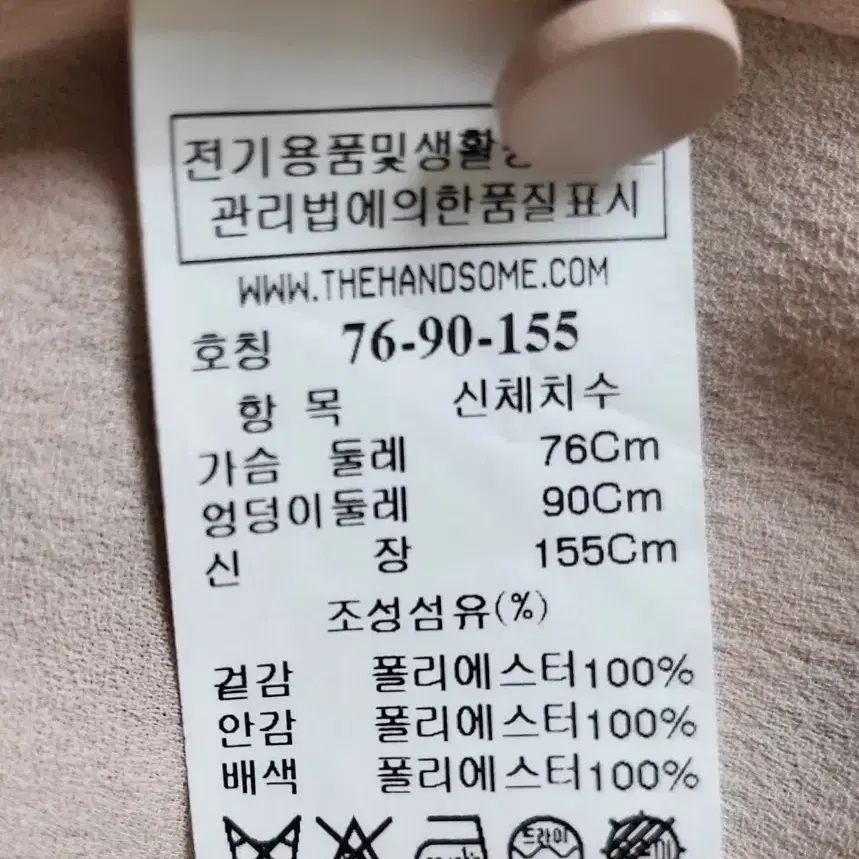 전기용품및생활
관리법에의한품질표시
WWW.THEHANDSOME.COM
호칭 76-90-155
항 목 신체치수
가슴 둘레 76Cm
엉덩이둘레 90Cm
신 장 155Cm
조성섬유(%)
겉감 폴리에스터100%
안감 폴리에스터100%
배색 폴리에스터100%
드라이